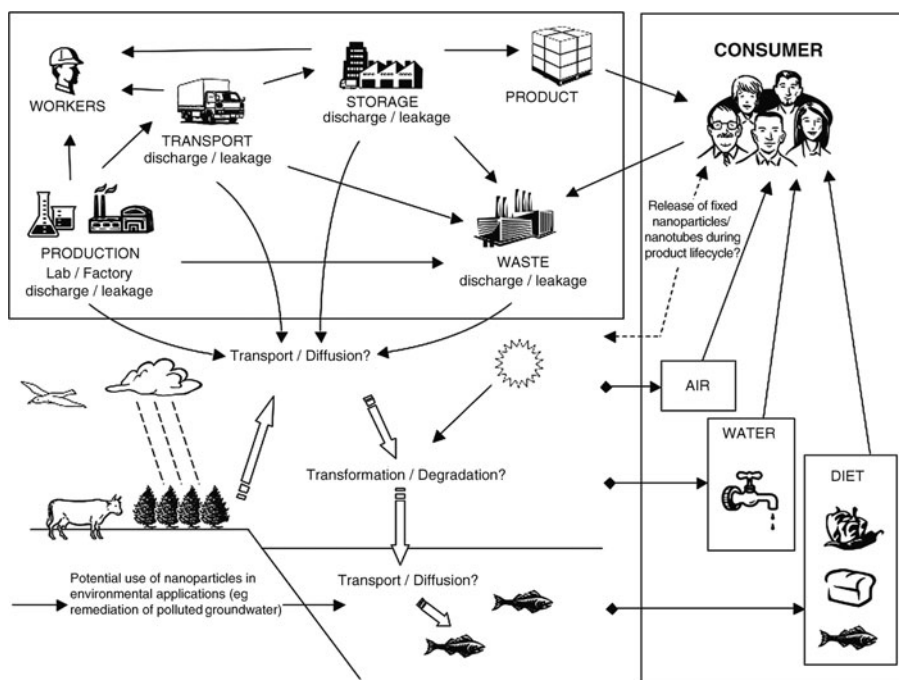 WORKERS
TRANSPORT
discharge / leakage
STORAGE
discharge / leakage
PRODUCT
PRODUCTION
Lab / Factory
discharge / leakage
WASTE
discharge / leakage
CONSUMER
Release of fixed
nanoparticles/
nanotubes during
product lifecycle?
Transport / Diffusion?
AIR
WATER
DIET
Transformation / Degradation?
Potential use of nanoparticles in
environmental applications (eg
remediation of polluted groundwater)
Transport / Diffusion?